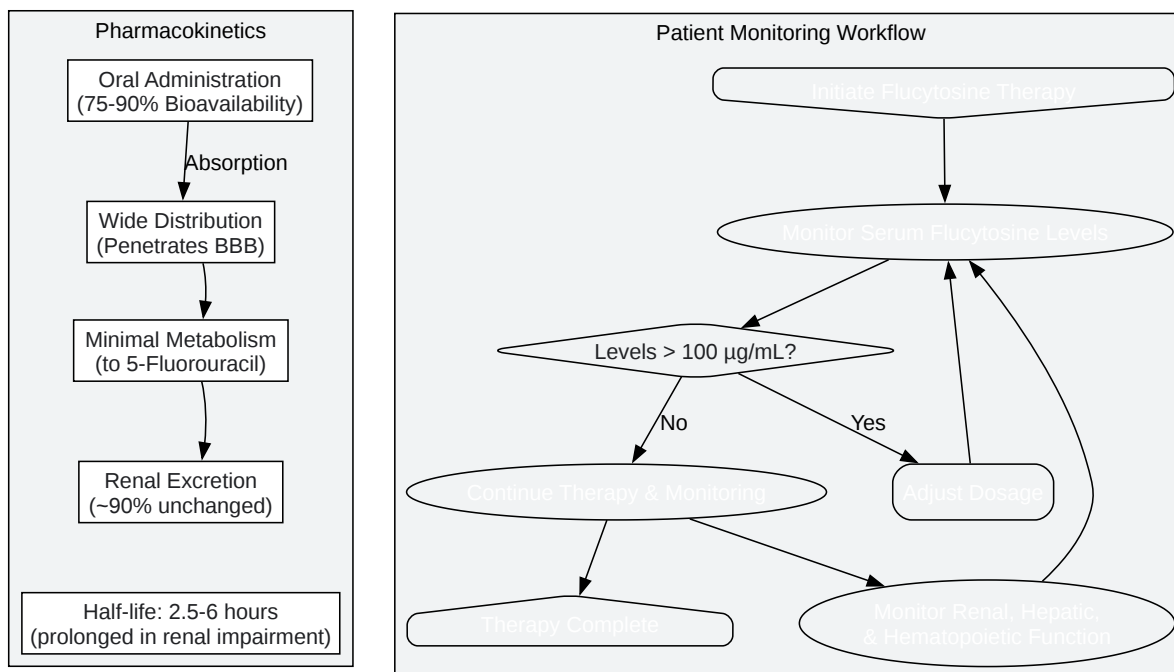 Pharmacokinetics
Oral Administration
(75-90% Bioavailability)
Absorption
Wide Distribution
(Penetrates BBB)
Minimal Metabolism
(to 5-Fluorouracil)
Renal Excretion
(~90% unchanged)
Half-life: 2.5-6 hours
(prolonged in renal impairment)
Patient Monitoring Workflow
Initiate Flucytosine Therapy
Monitor Serum Flucytosine Levels
Levels > 100 µg/mL?
No
Yes
Continue Therapy & Monitoring
Adjust Dosage
Therapy Complete
Monitor Renal, Hepatic,
& Hematopoietic Function